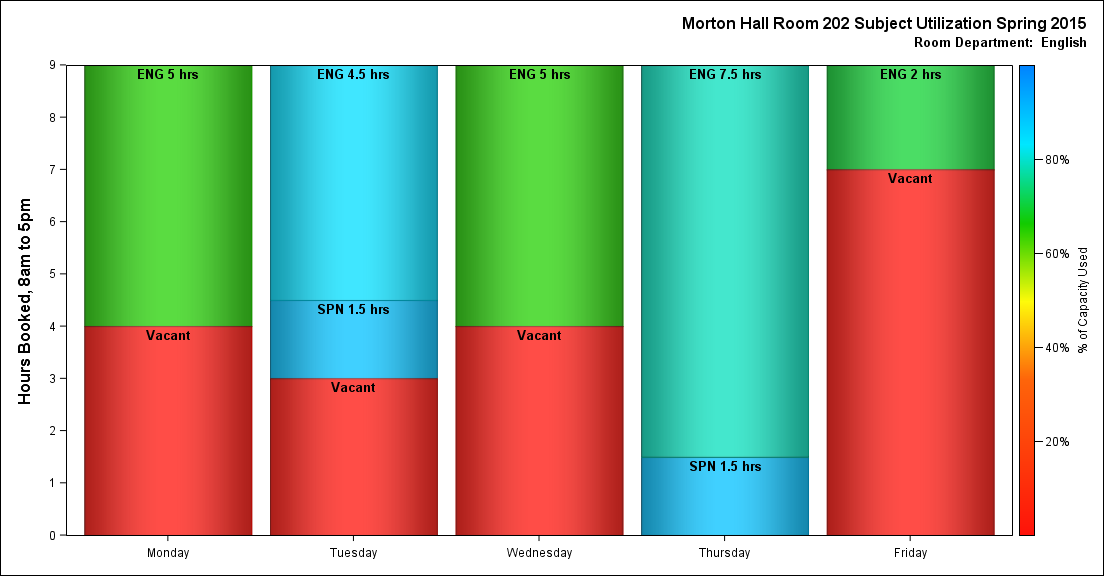 Morton Hall Room 202 Subject Utilization Spring 2015
Room Department: English
Hours Booked, 8am to 5pm
9
8
7
6
5
4
3
2
1
0
ENG 5 hrs
Vacant
ENG 4.5 hrs
SPN 1.5 hrs
Vacant
ENG 5 hrs
Vacant
ENG 7.5 hrs
SPN 1.5 hrs
ENG 2 hrs
Vacant
Monday
Tuesday
Wednesday
Thursday
Friday
80%
60%
40%
20%
% of Capacity Used